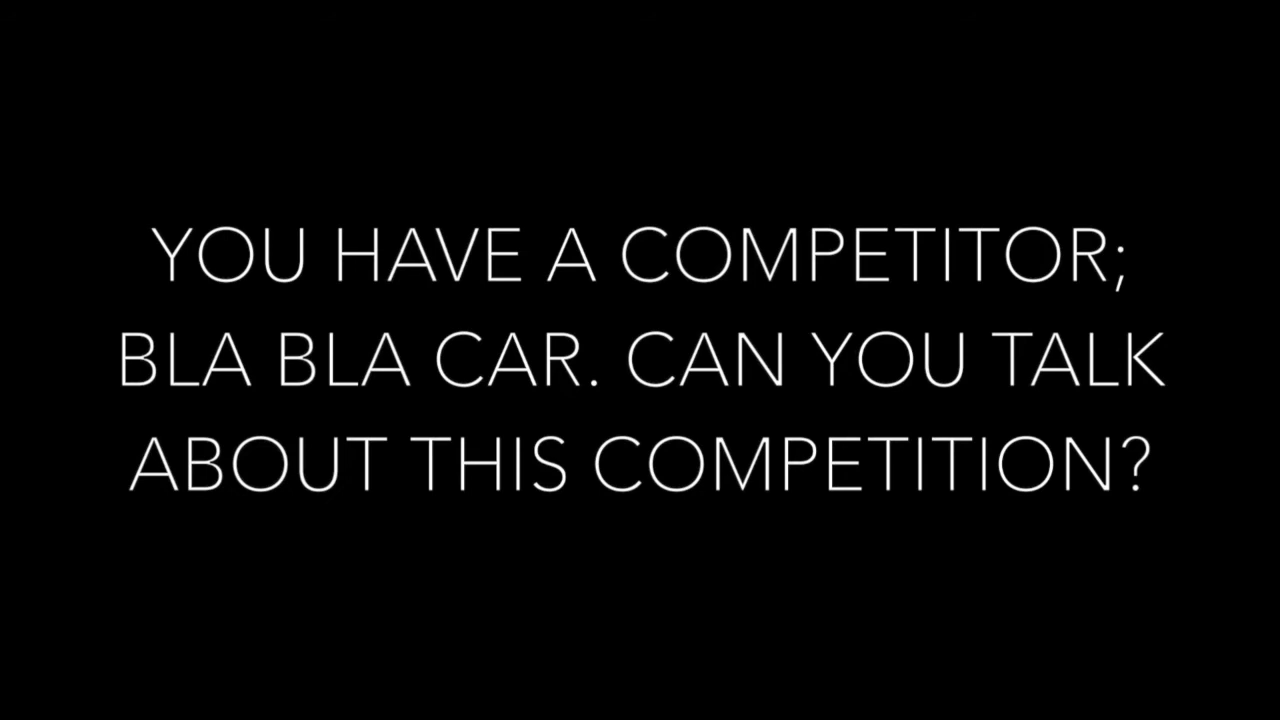 YOU HAVE A COMPETITOR;
BLA BLA CAR. CAN YOU TALK
ABOUT THIS COMPETITION?